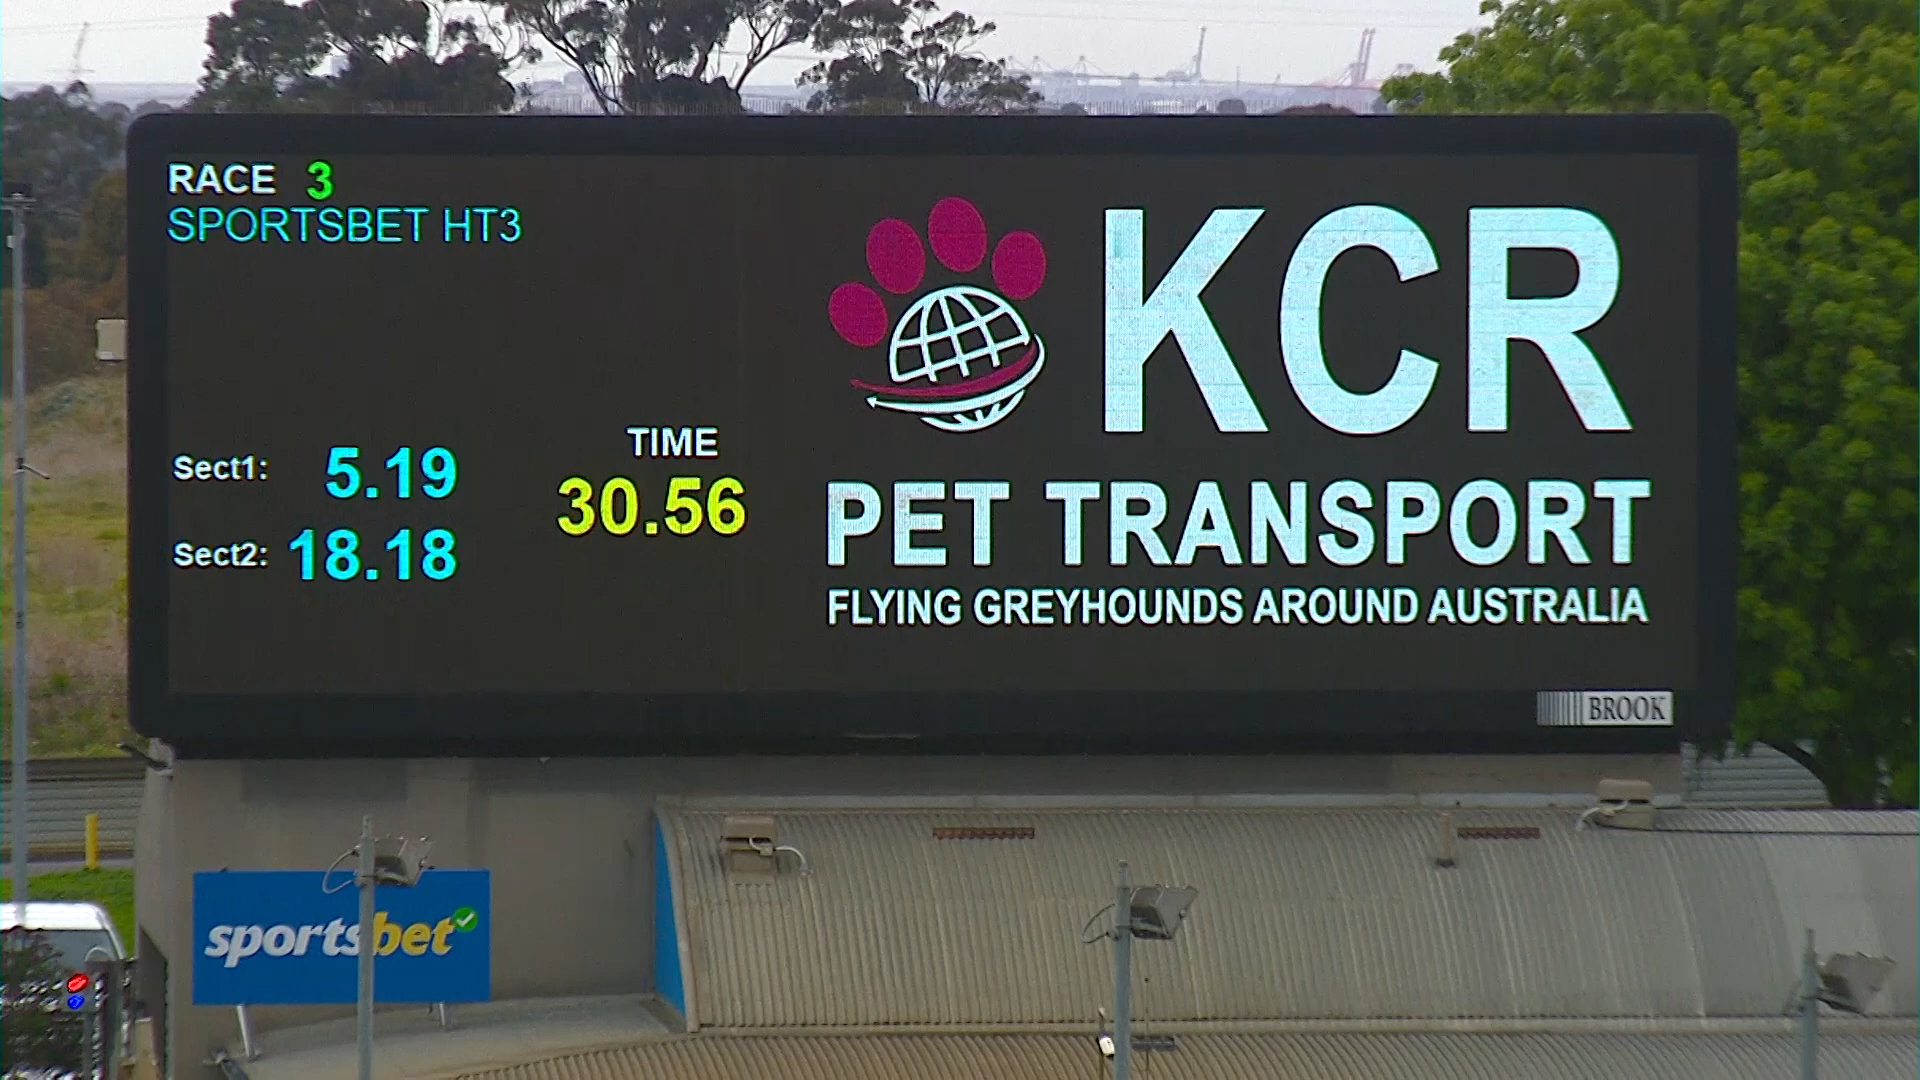 RACE 3
SPORTSBET HT3
KCR
PET TRANSPORT
FLYING GREYHOUNDS AROUND AUSTRALIA
TIME
Sect1: 5.19
30.56
Sect2: 18.18
BROOK
sportsbet